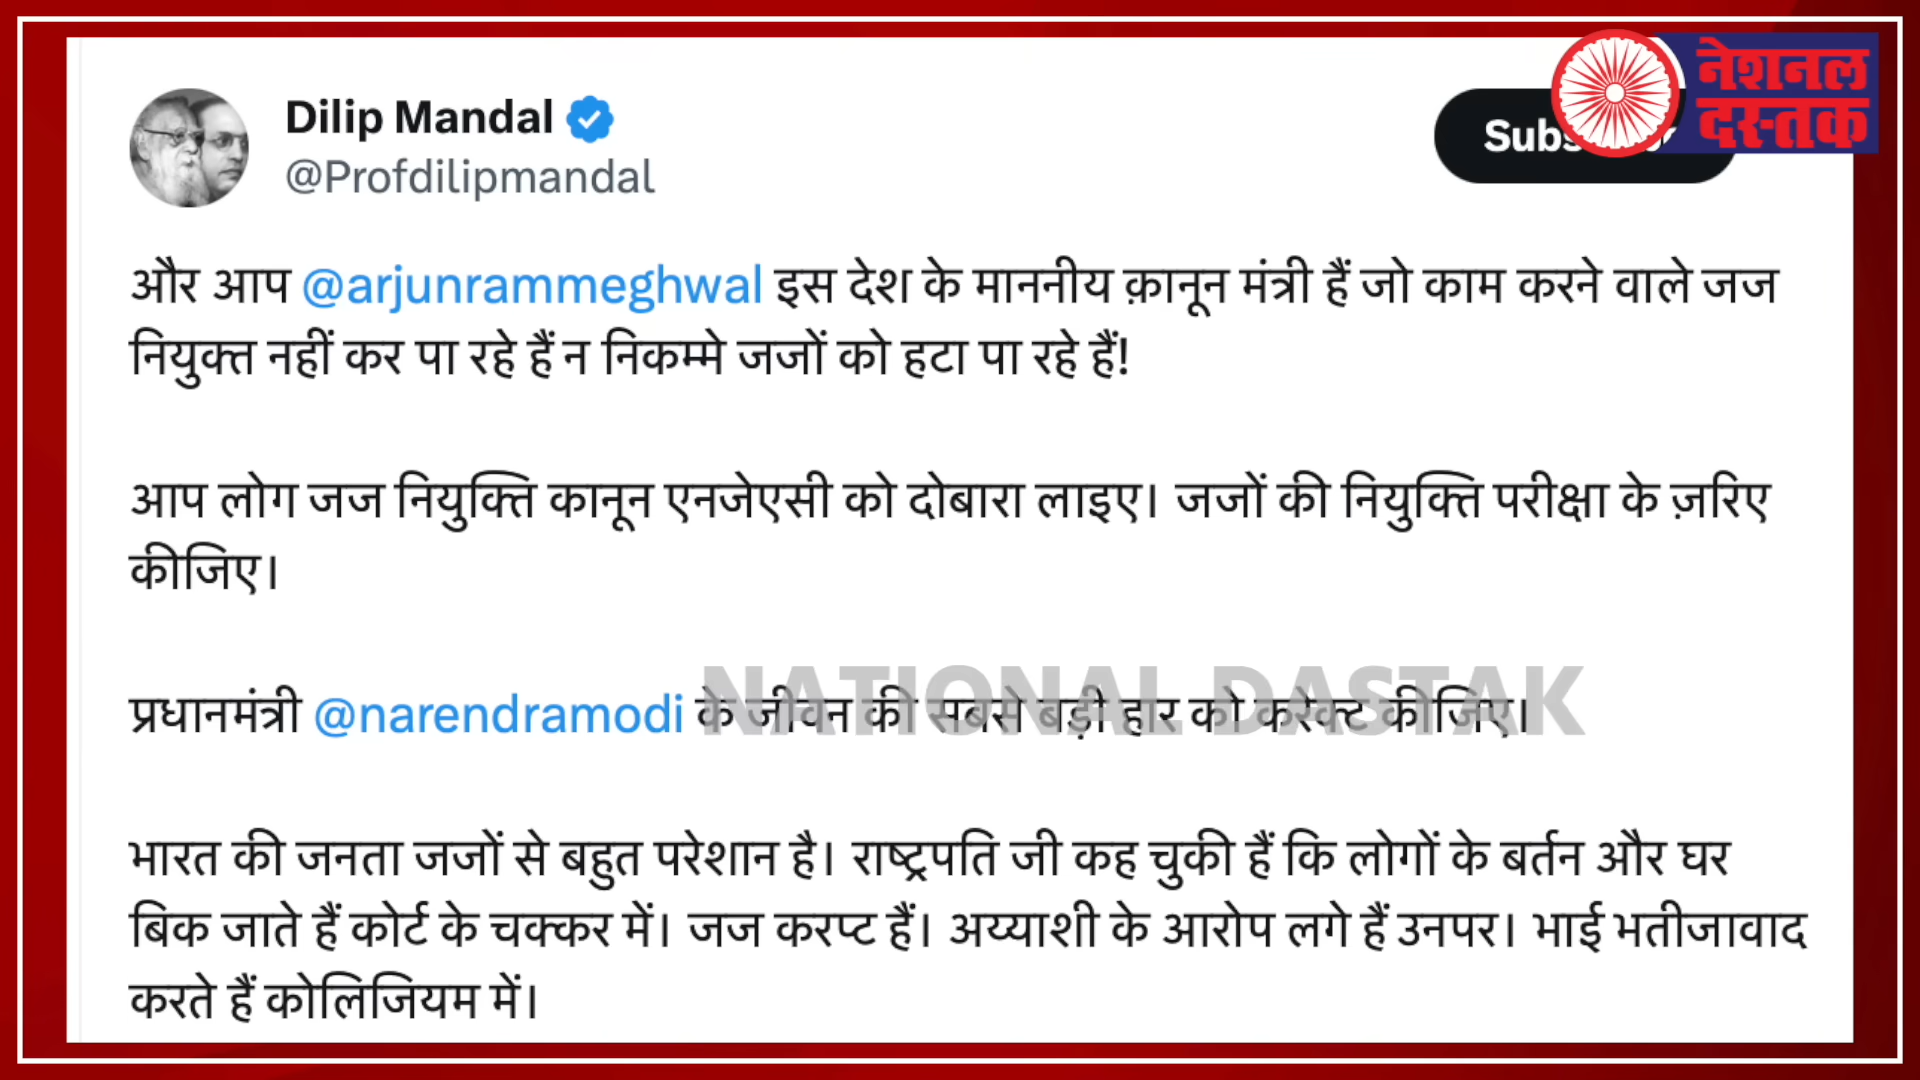 नेशनल
दस्तक
Dilip Mandal
@Profdilipmandal
और आप @arjunrammeghwal इस देश के माननीय क़ानून मंत्री हैं जो काम करने वाले जज
नियुक्त नहीं कर पा रहे हैं न निकम्मे जजों को हटा पा रहे हैं!
आप लोग जज नियुक्ति कानून एनजेएसी को दोबारा लाइए। जजों की नियुक्ति परीक्षा के ज़रिए
कीजिए।
प्रधानमंत्री @narendramodi के जीवन की सबसे बड़ी हार को करेक्ट कीजिए।
NATIONAL DASTAK
भारत की जनता जजों से बहुत परेशान है। राष्ट्रपति जी कह चुकी हैं कि लोगों के बर्तन और घर
बिक जाते हैं कोर्ट के चक्कर में। जज करप्ट हैं। अय्याशी के आरोप लगे हैं उनपर। भाई भतीजावाद
करते हैं कोलिजियम में।